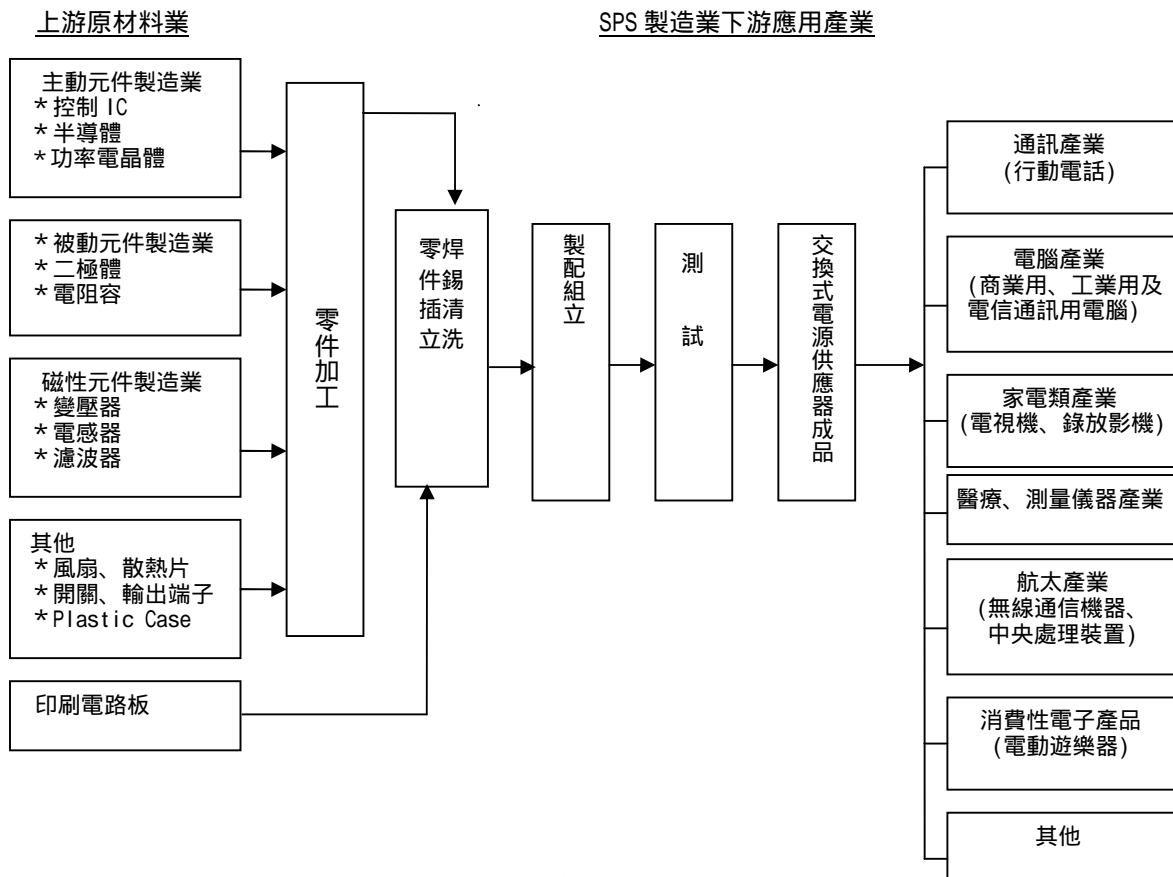 上游原材料業
SPS 製造業下游應用產業
主動元件製造業
*控制 IC
*半導體
*功率電晶體
*被動元件製造業
*二極體
*電阻容
磁性元件製造業
*變壓器
*電感器
*濾波器
其他
*風扇、散熱片
*開關、輸出端子
*Plastic Case
印刷電路板
零件加工
零件插立
焊錫清洗
製配組立
測試
交換式電源供應器成品
通訊產業
(行動電話)
電腦產業
(商業用、工業用及
電信通訊用電腦)
家電類產業
(電視機、錄放影機)
醫療、測量儀器產業
航太產業
(無線通信機器、
中央處理裝置)
消費性電子產品
(電動遊樂器)
其他